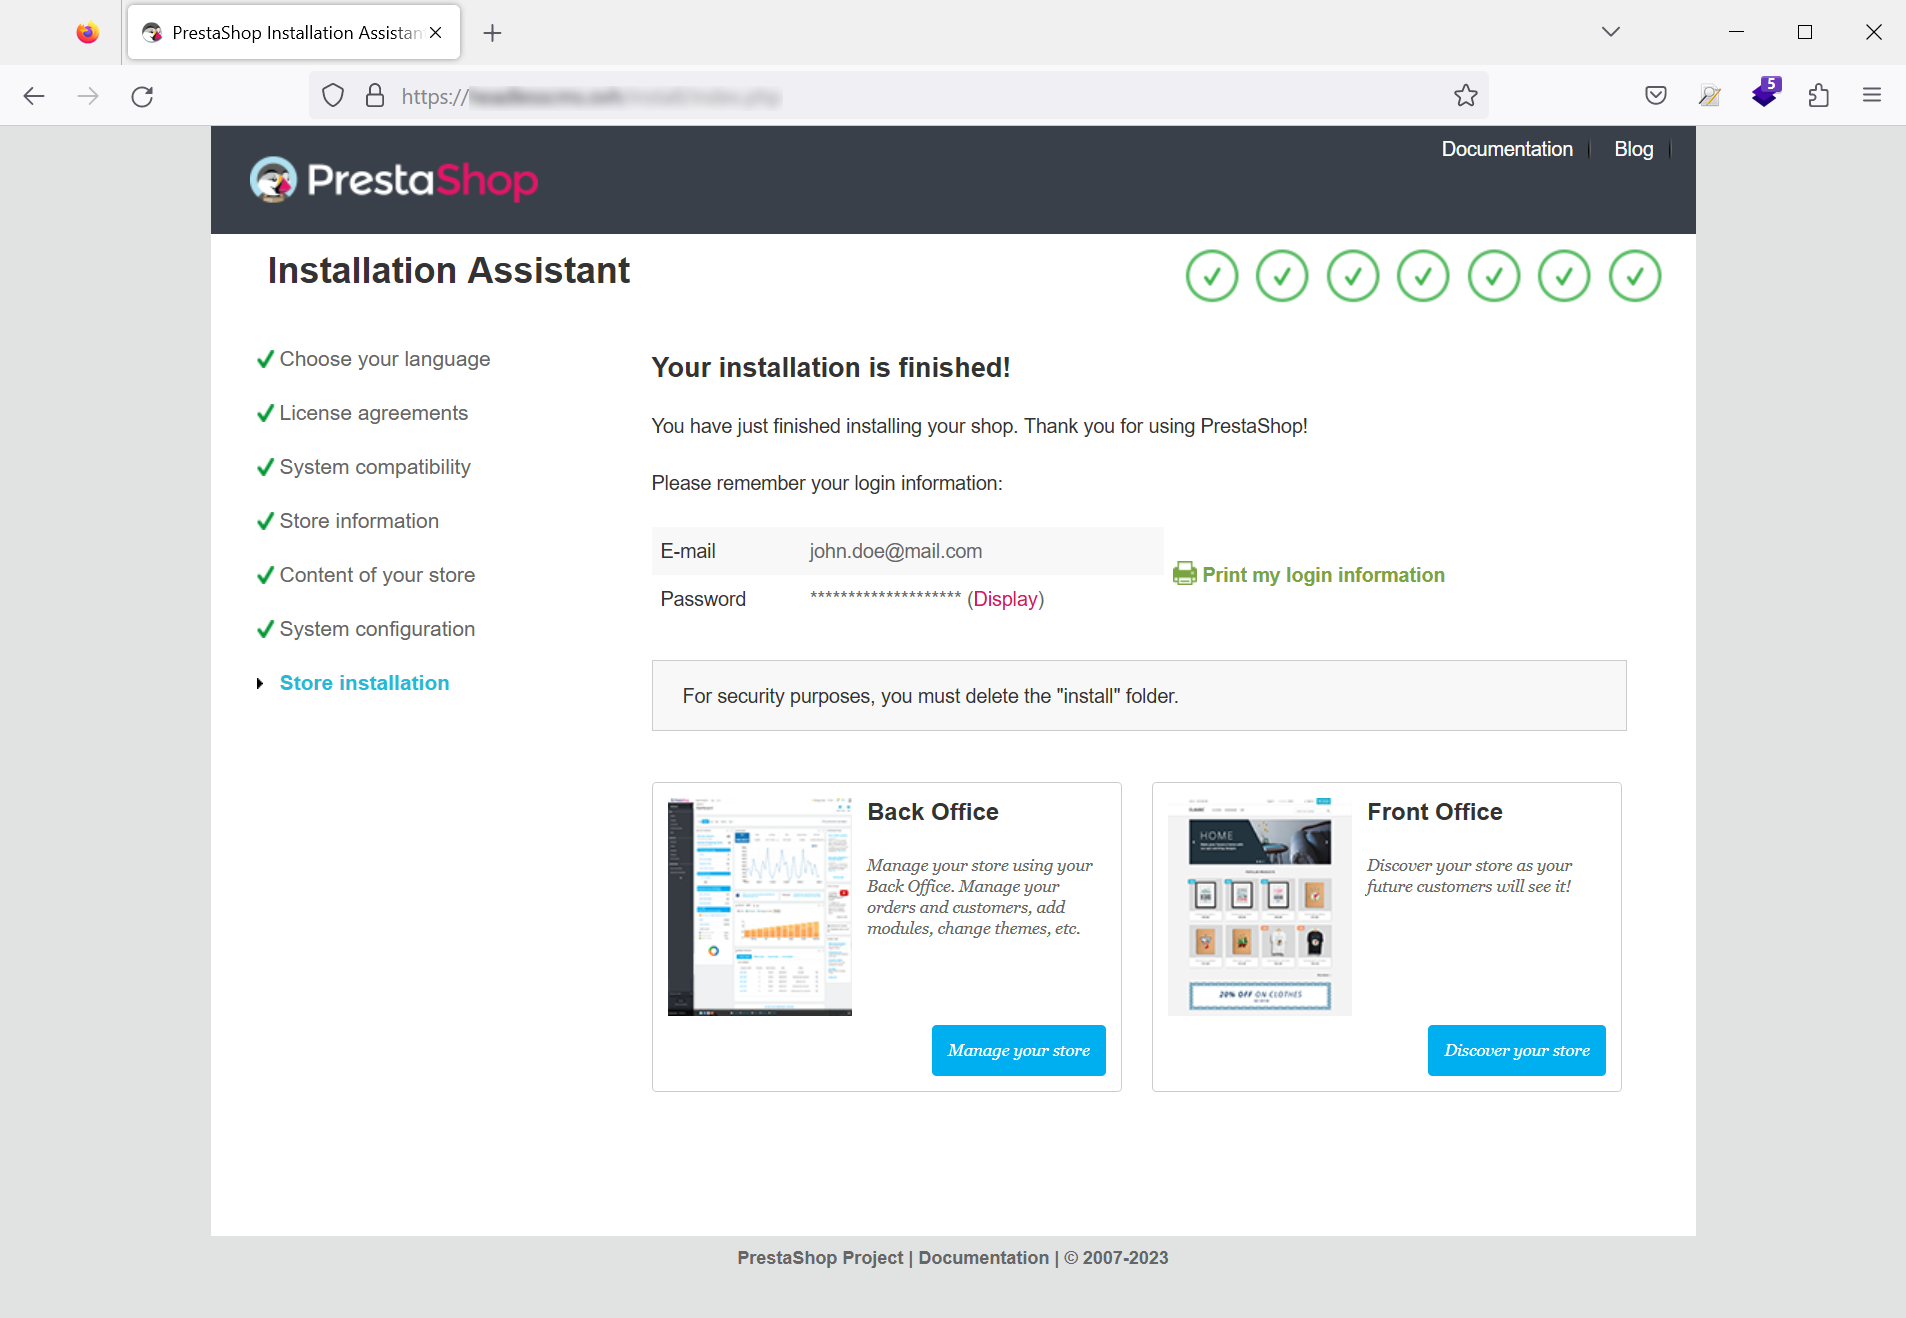 PrestaShop Installation Assistan
https://
5
Documentation
Blog
PrestaShop
Installation Assistant
Choose your language
License agreements
System compatibility
Store information
Content of your store
System configuration
Store installation
Your installation is finished!
You have just finished installing your shop. Thank you for using PrestaShop!
Please remember your login information:
E-mail
john.doe@mail.com
Password
******************** (Display)
Print my login information
For security purposes, you must delete the "install" folder.
Back Office
Manage your store using your
Back Office. Manage your
orders and customers, add
modules, change themes, etc.
Manage your store
Front Office
Discover your store as your
future customers will see it!
HOME
20% OFF ON CLOTHES
Discover your store
PrestaShop Project | Documentation | © 2007-2023